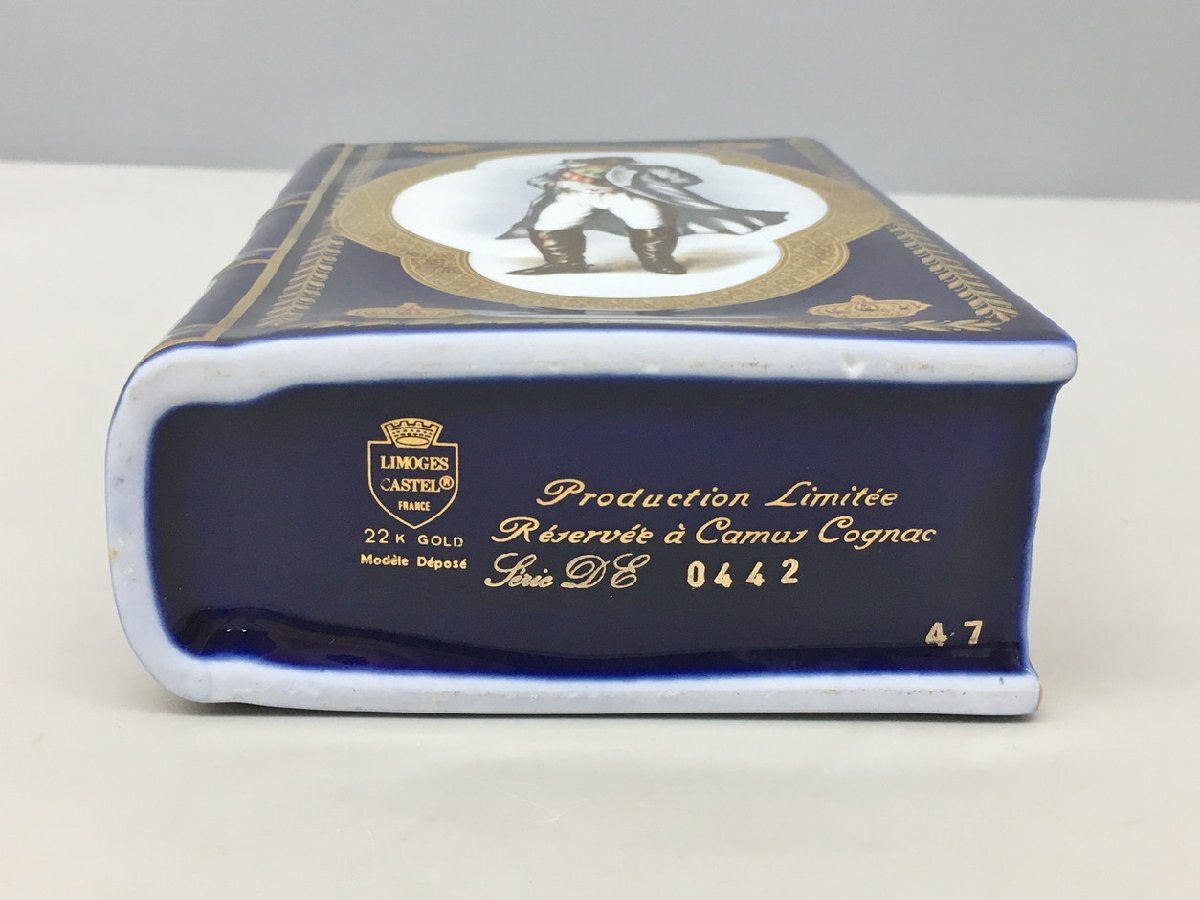 LIMOGES
CASTEL®
FRANCE
22 K GOLD
Modèle Déposé
Production Limitée
Réservée à Camus Cognac
Série DE 0442
47